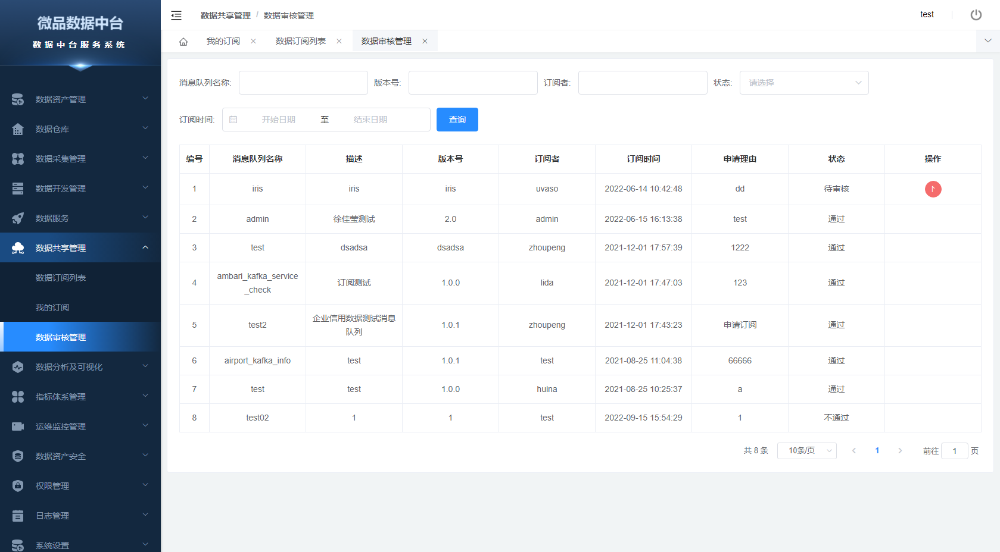 微品数据中台
数据中台服务系统
数据资产管理
数据仓库
数据采集管理
数据开发管理
数据服务
数据共享管理
数据订阅列表
我的订阅
数据审核管理
数据分析及可视化
指标体系管理
运维监控管理
数据资产安全
权限管理
日志管理
系统设置
数据共享管理 / 数据审核管理
test
我的订阅 数据订阅列表 数据审核管理
消息队列名称: 版本号: 订阅者: 状态: 请选择
订阅时间: 开始日期 至 结束日期 查询
编号 消息队列名称 描述 版本号 订阅者 订阅时间 申请理由 状态 操作
1 iris iris iris uvaso 2022-06-14 10:42:48 dd 待审核
2 admin 徐佳莹测试 2.0 admin 2022-06-15 16:13:38 test 通过
3 test dsadsa dsadsa zhoupeng 2021-12-01 17:57:39 1222 通过
4 ambari_kafka_service_check 订阅测试 1.0.0 lida 2021-12-01 17:47:03 123 通过
5 test2 企业信用数据测试消息队列 1.0.1 zhoupeng 2021-12-01 17:43:23 申请订阅 通过
6 airport_kafka_info test 1.0.1 test 2021-08-25 11:04:38 66666 通过
7 test test 1.0.0 huina 2021-08-25 10:25:37 a 通过
8 test02 1 1 test 2022-09-15 15:54:29 1 不通过
共 8 条 10条/页 1 前往 1 页